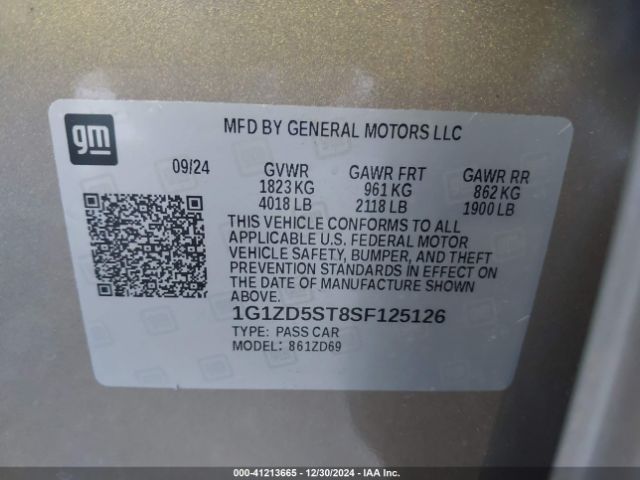 gm
MFD BY GENERAL MOTORS LLC
09/24 GVWR GAWR FRT GAWR RR
1823 KG 961 KG 862 KG
4018 LB 2118 LB 1900 LB
THIS VEHICLE CONFORMS TO ALL
APPLICABLE U.S. FEDERAL MOTOR
VEHICLE SAFETY, BUMPER, AND THEFT
PREVENTION STANDARDS IN EFFECT ON
THE DATE OF MANUFACTURE SHOWN
ABOVE.
1G1ZD5ST8SF125126
TYPE: PASS CAR
MODEL: 861ZD69
000-41213665 - 12/30/2024 - IAA Inc.